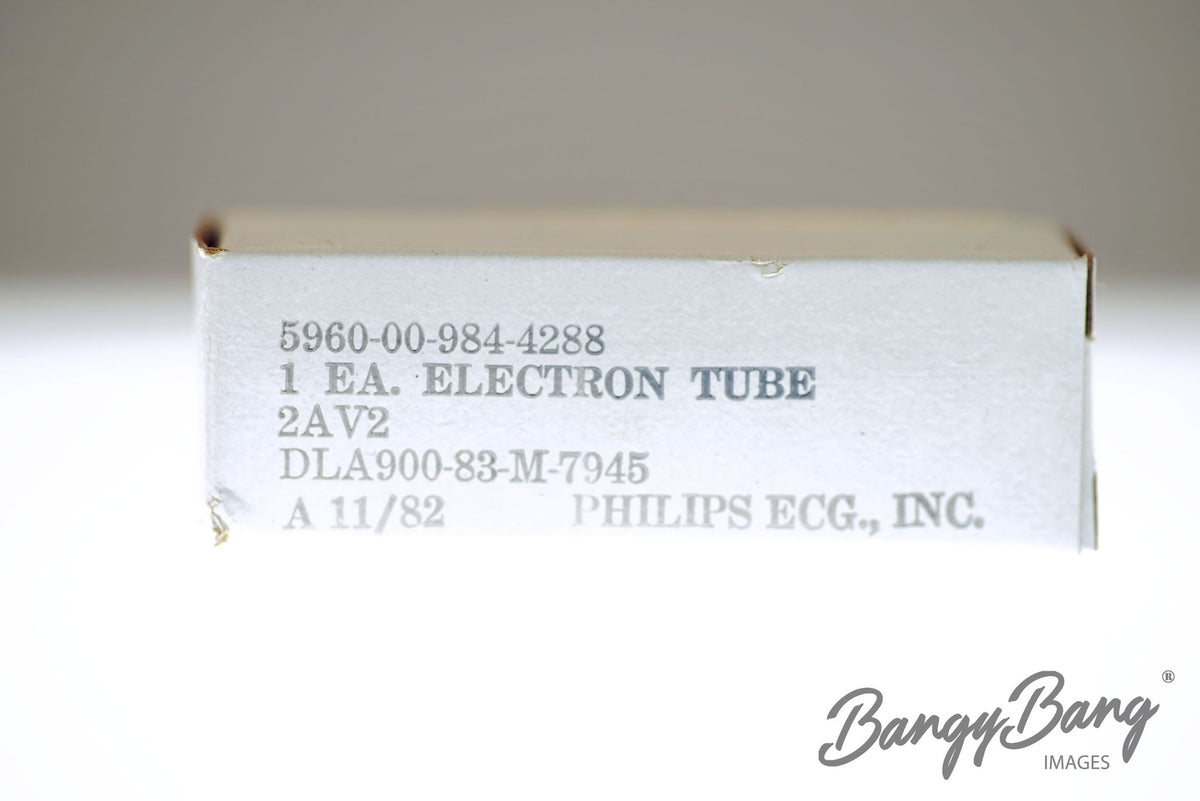 5960-00-984-4288
1 EA. ELECTRON TUBE
2AV2
DLA900-83-M-7945
A 11/82 PHILIPS ECG., INC.
BangyBang®
IMAGES